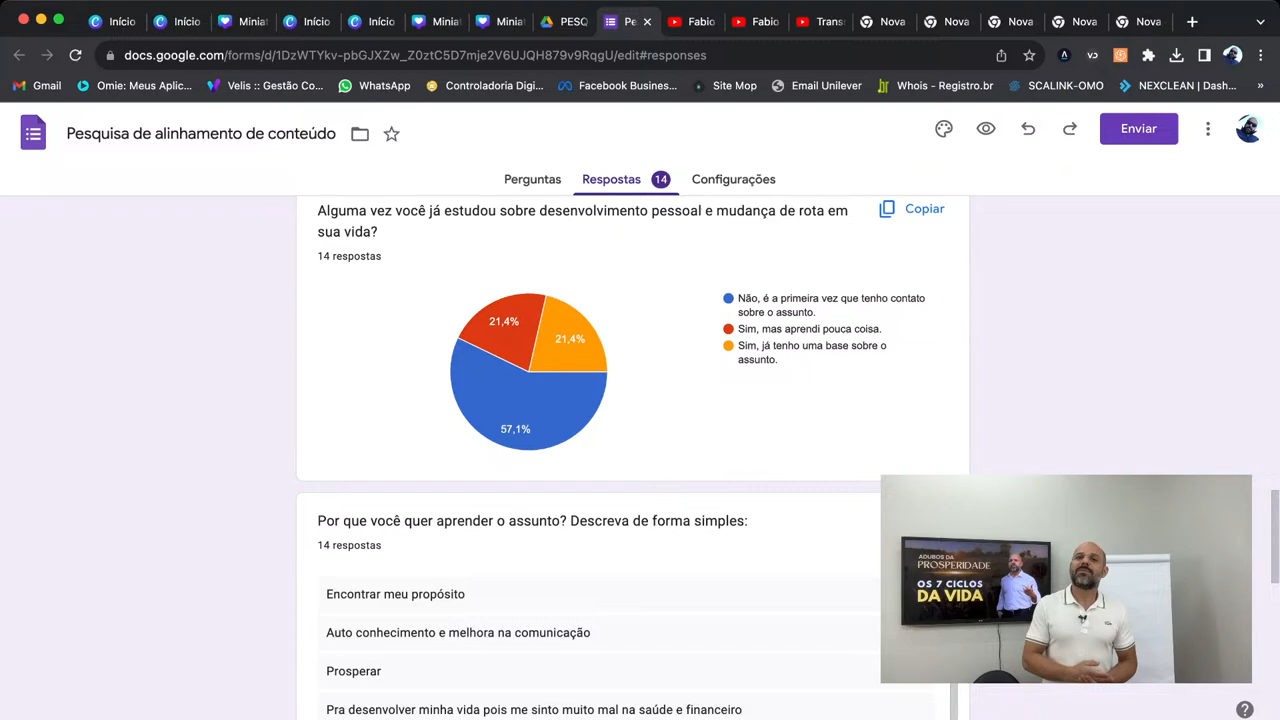 Início
Início
Miniat
Início
Início
Miniat
Miniat
PESQ
Pe
Fabio
Fabio
Trans
Nova
Nova
Nova
Nova
Nova
docs.google.com/forms/d/1DzWTYkv-pbGJXZw_Z0ztC5D7mje2V6UJQH879v9RqgU/edit#responses
Gmail
Omie: Meus Aplic...
Velis :: Gestão Co...
WhatsApp
Controladoria Digi...
Facebook Busines...
Site Mop
Email Unilever
Whois - Registro.br
SCALINK-OMO
NEXCLEAN | Dash...
»
Pesquisa de alinhamento de conteúdo
Enviar
Perguntas
Respostas 14
Configurações
Alguma vez você já estudou sobre desenvolvimento pessoal e mudança de rota em
sua vida?
Copiar
14 respostas
21,4%
21,4%
57,1%
Não, é a primeira vez que tenho contato
sobre o assunto.
Sim, mas aprendi pouca coisa.
Sim, já tenho uma base sobre o
assunto.
Por que você quer aprender o assunto? Descreva de forma simples:
14 respostas
Encontrar meu propósito
Auto conhecimento e melhora na comunicação
Prosperar
Pra desenvolver minha vida pois me sinto muito mal na saúde e financeiro
ADUBOS DA
PROSPERIDADE
OS 7 CICLOS
DA VIDA